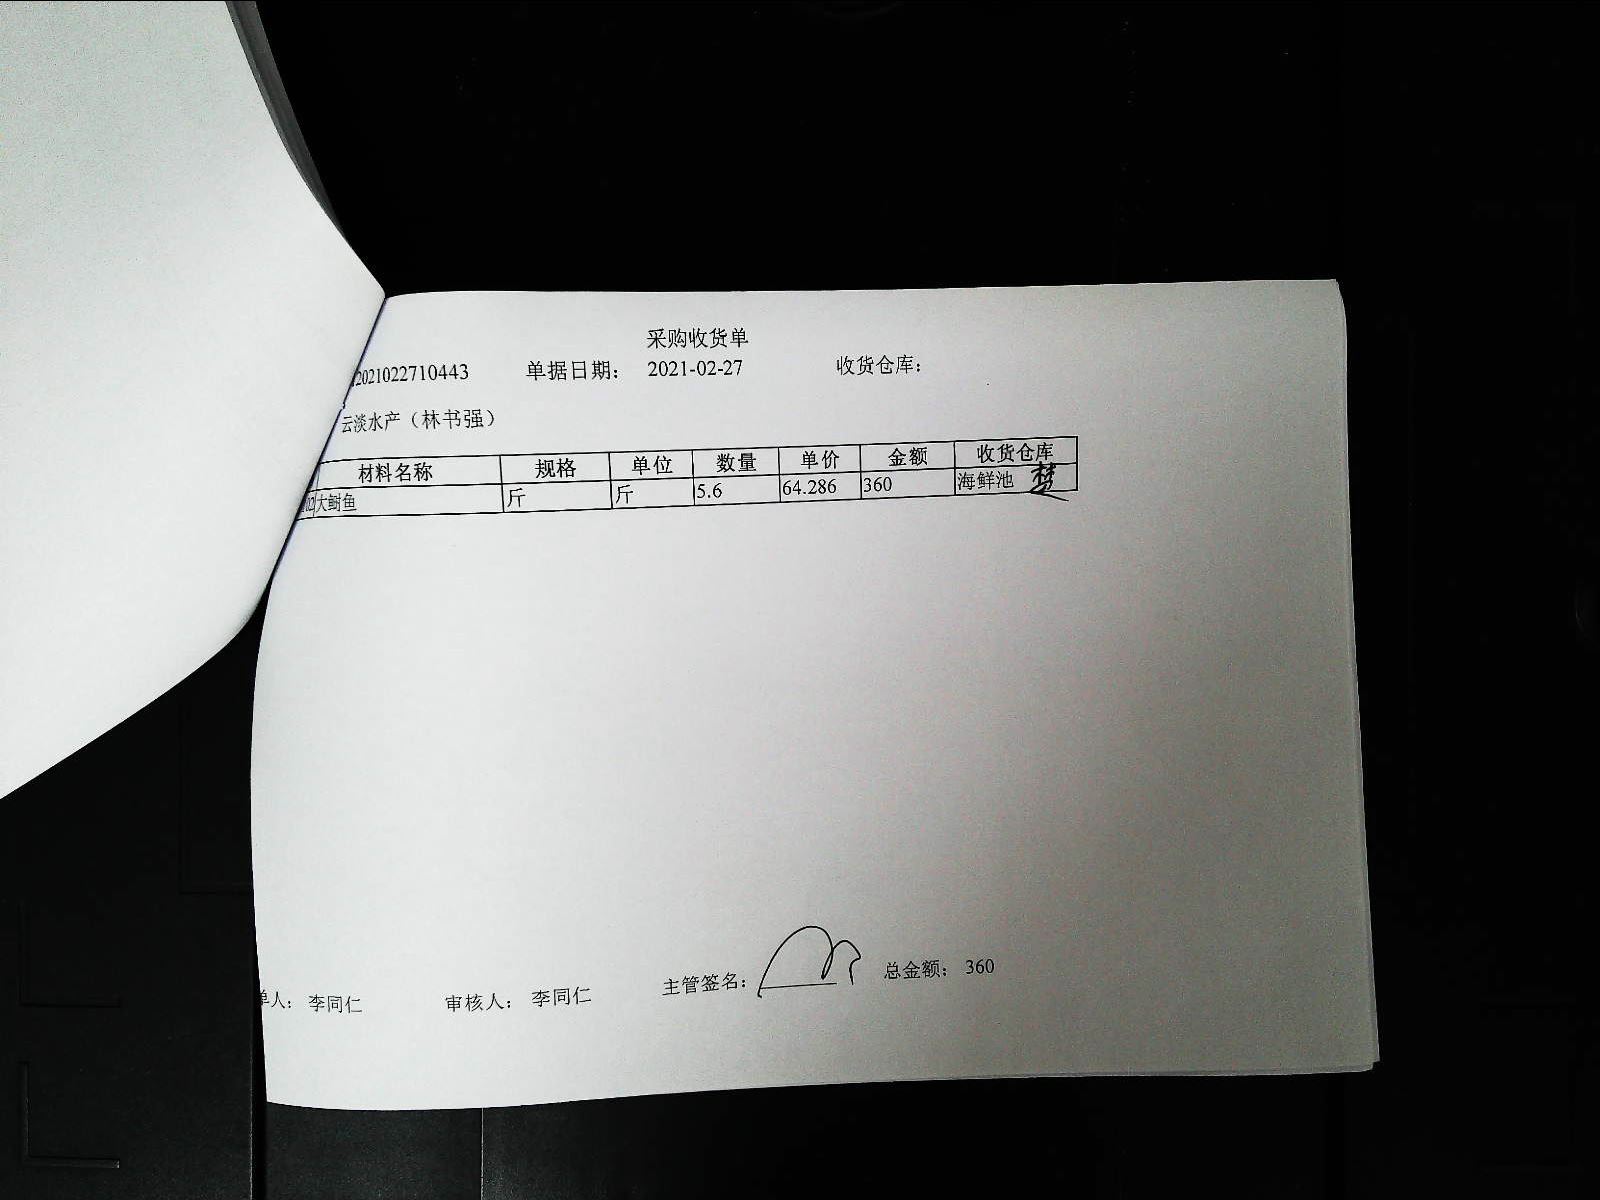 采购收货单
2021022710443 单据日期： 2021-02-27 收货仓库：
云淡水产（林书强）
材料名称 规格 单位 数量 单价 金额 收货仓库
02 大鲥鱼 斤 斤 5.6 64.286 360 海鲜池
单人： 李同仁 审核人： 李同仁 主管签名： 总金额： 360